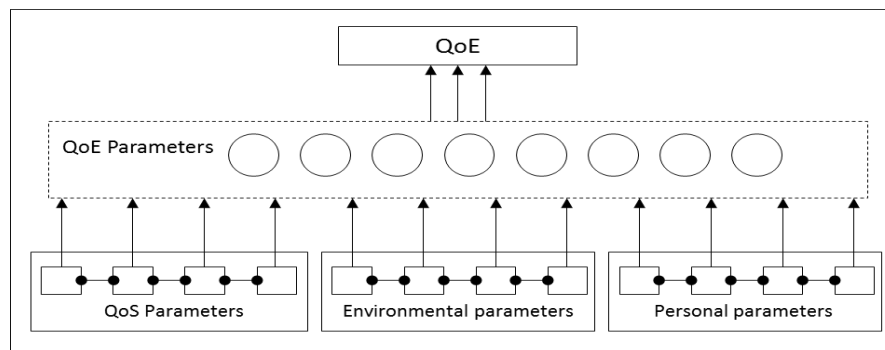 QoE
QoE Parameters
QoS Parameters
Environmental parameters
Personal parameters